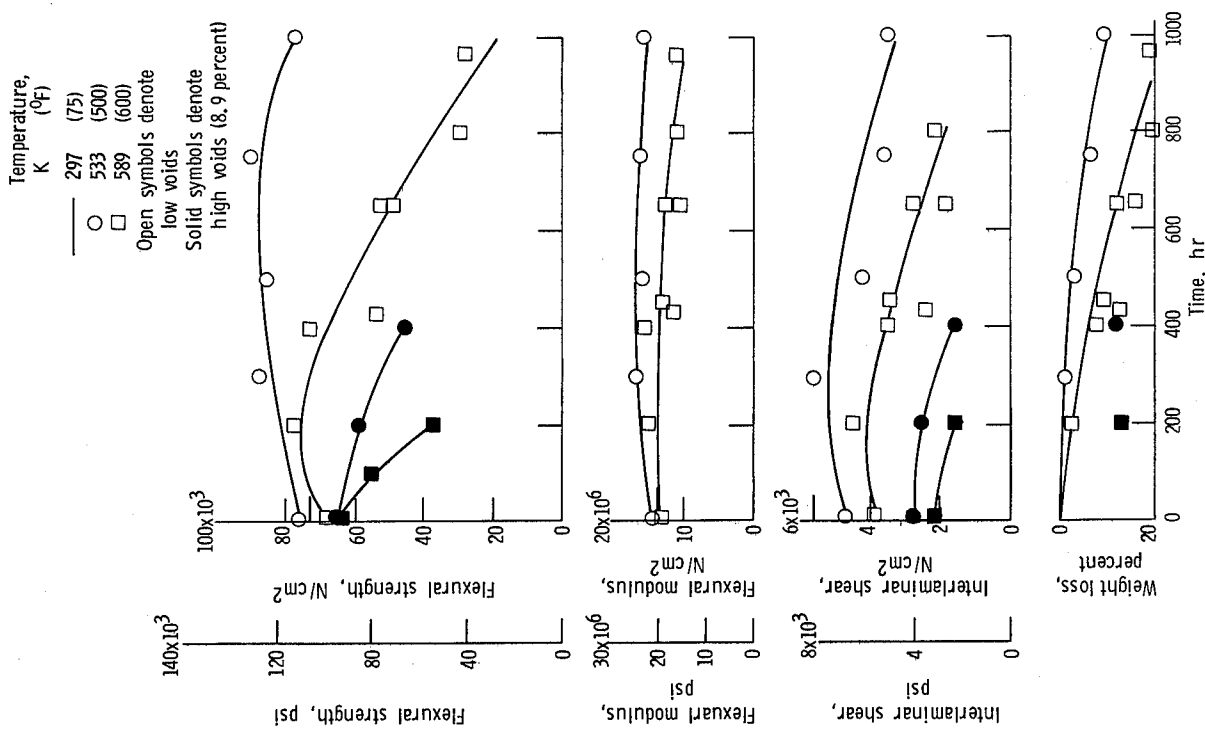 Temperature,
K (°F)
297 (75)
533 (500)
589 (600)
Open symbols denote
low voids
Solid symbols denote
high voids (8.9 percent)
140x10³
120
80
40
0
Flexural strength,
psi
100x10³
80
60
40
20
0
Flexural strength,
N/cm²
30x10⁶
20
10
0
Flexuarl modulus,
psi
20x10⁶
10
0
Flexural modulus,
N/cm²
8x10³
4
0
Interlaminar shear,
psi
6x10³
4
2
0
Interlaminar shear,
N/cm²
0
20
Weight loss,
percent
0
200
400
600
800
1000
Time, hr